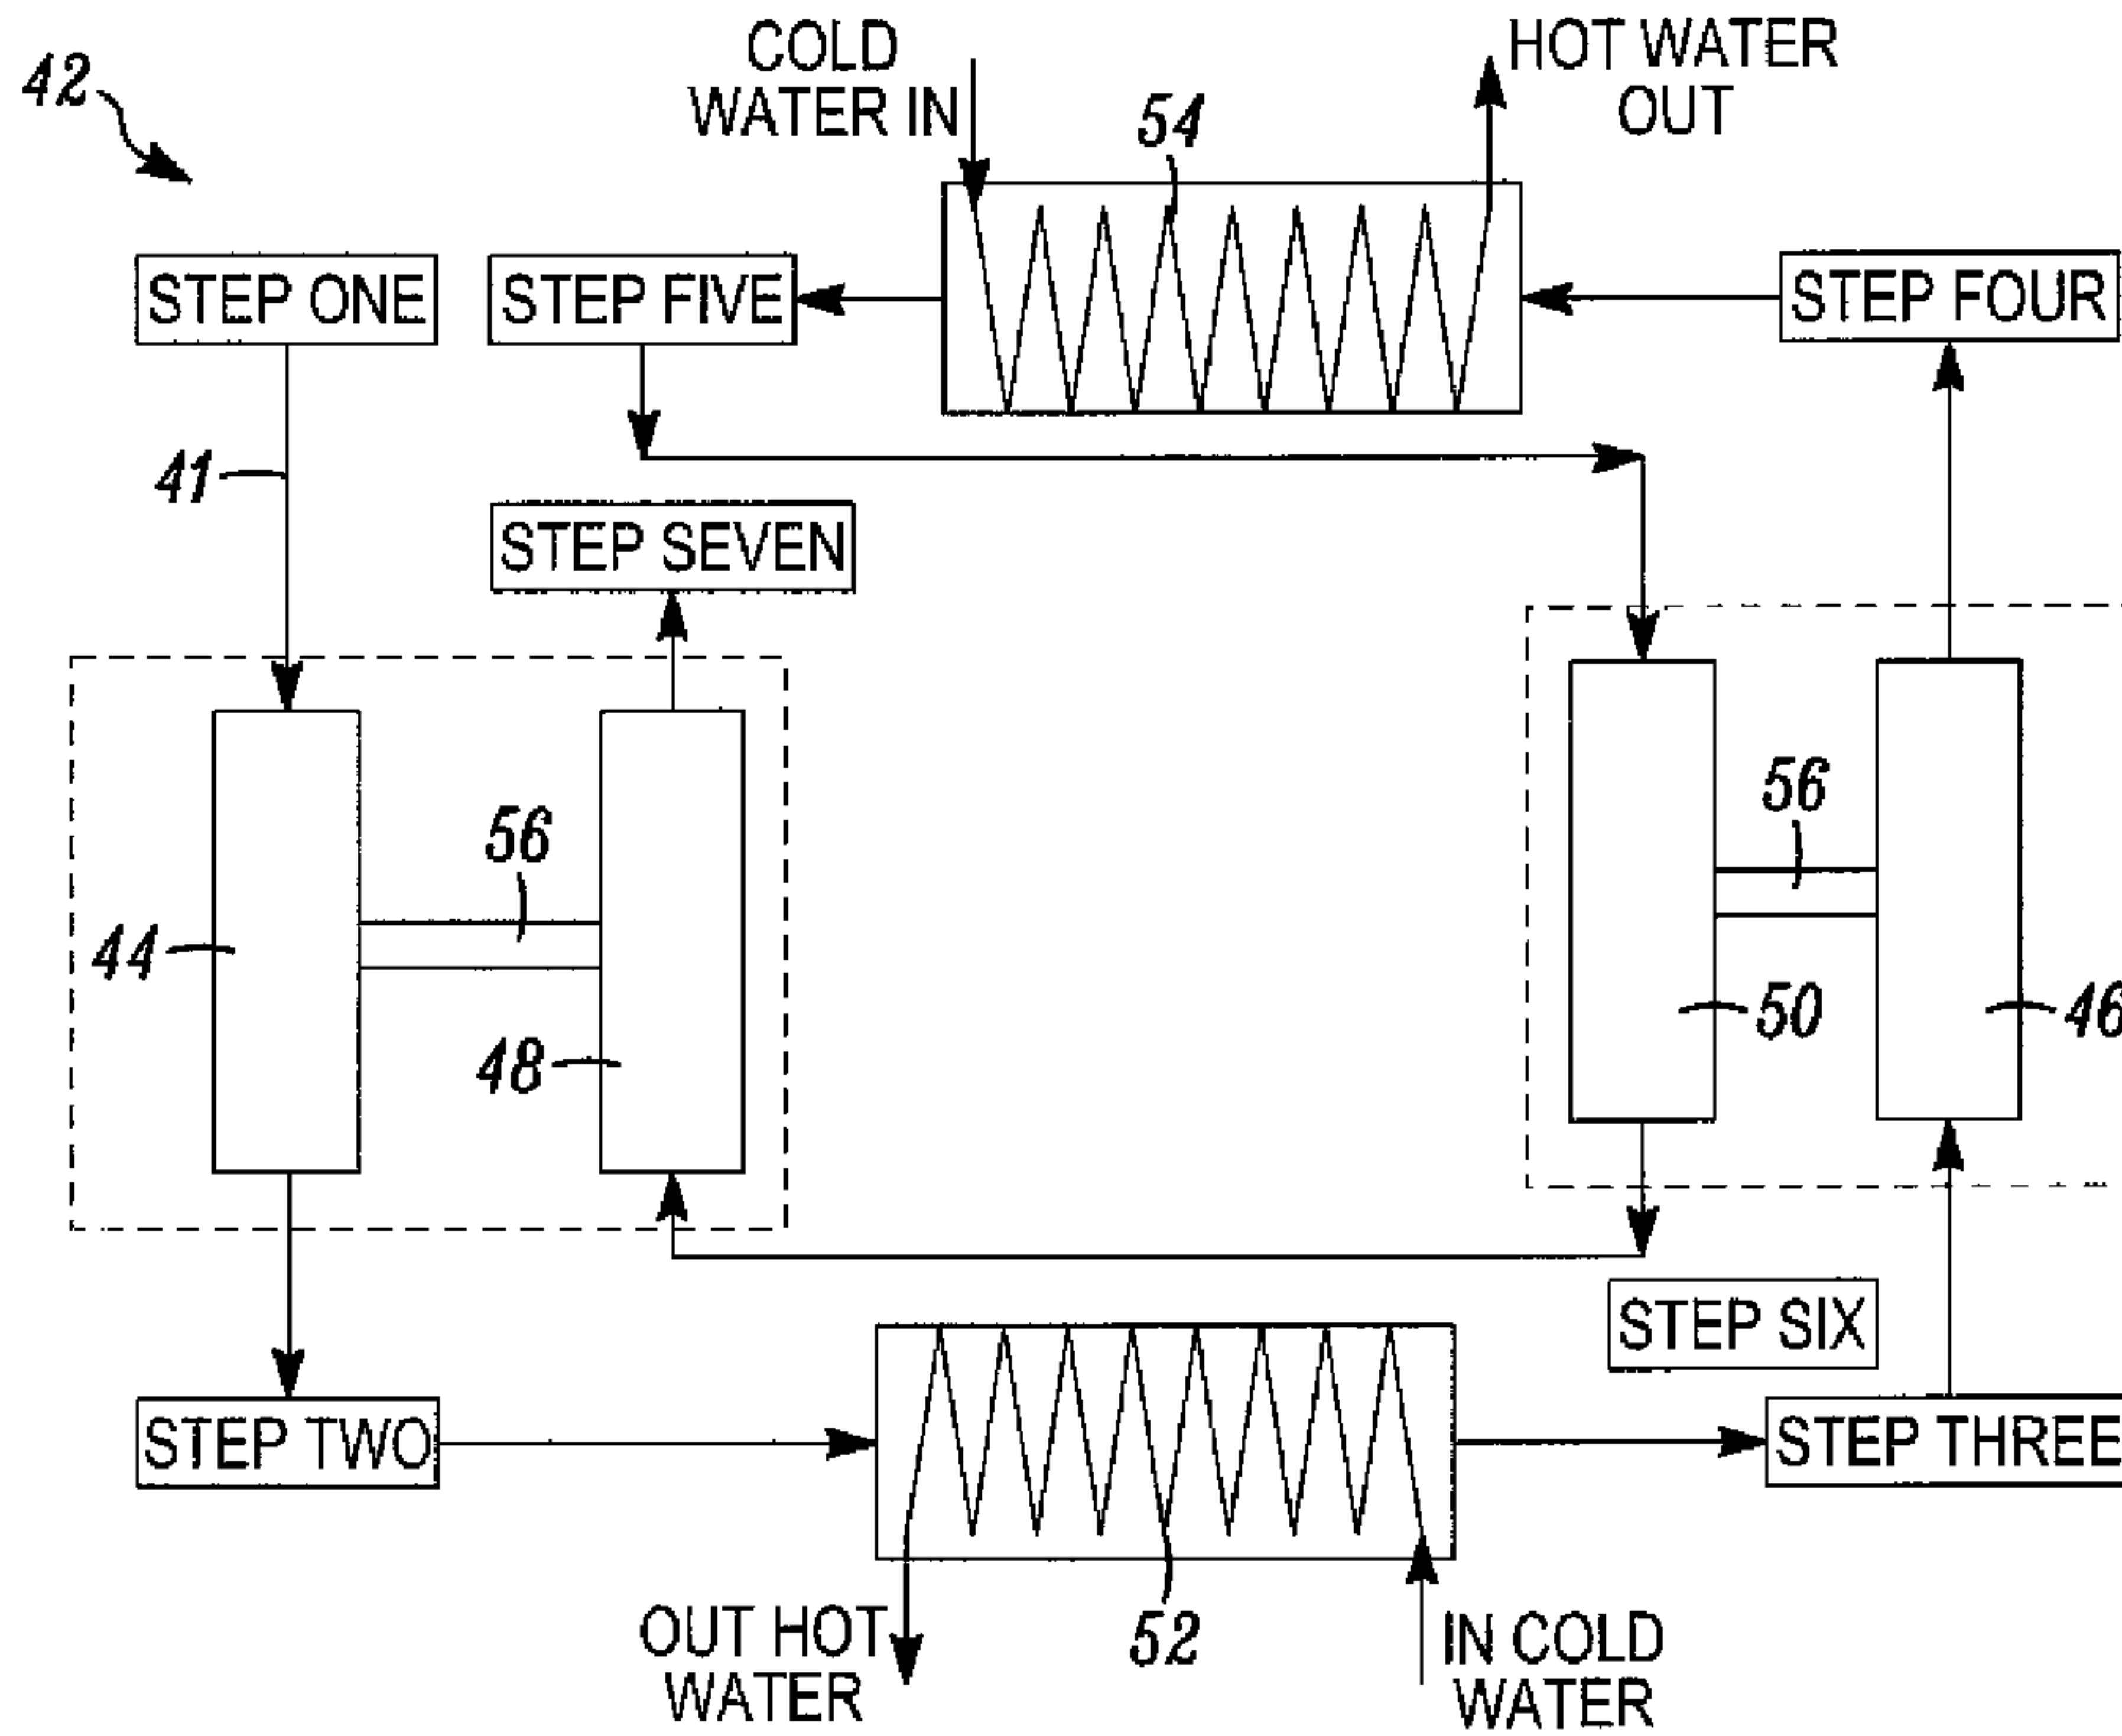 42
COLD
WATER IN
54
HOT WATER
OUT
STEP ONE
STEP FIVE
STEP FOUR
41
STEP SEVEN
56
56
44
48
50
46
STEP SIX
STEP TWO
STEP THREE
OUT HOT
WATER
52
IN COLD
WATER